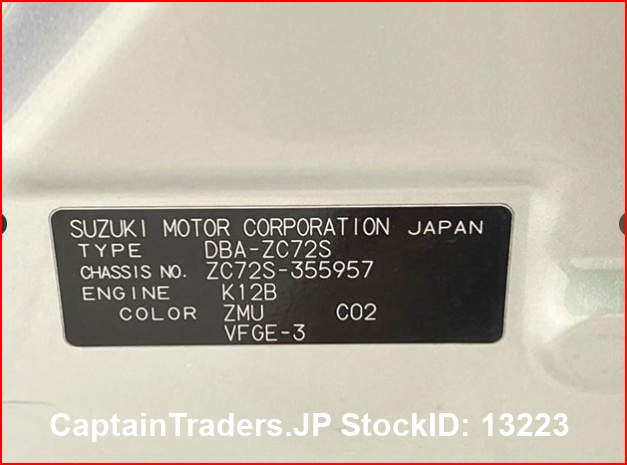 SUZUKI MOTOR CORPORATION JAPAN
TYPE DBA-ZC72S
CHASSIS NO. ZC72S-355957
ENGINE K12B
COLOR ZMU C02
VFGE-3
CaptainTraders.JP StockID: 13223